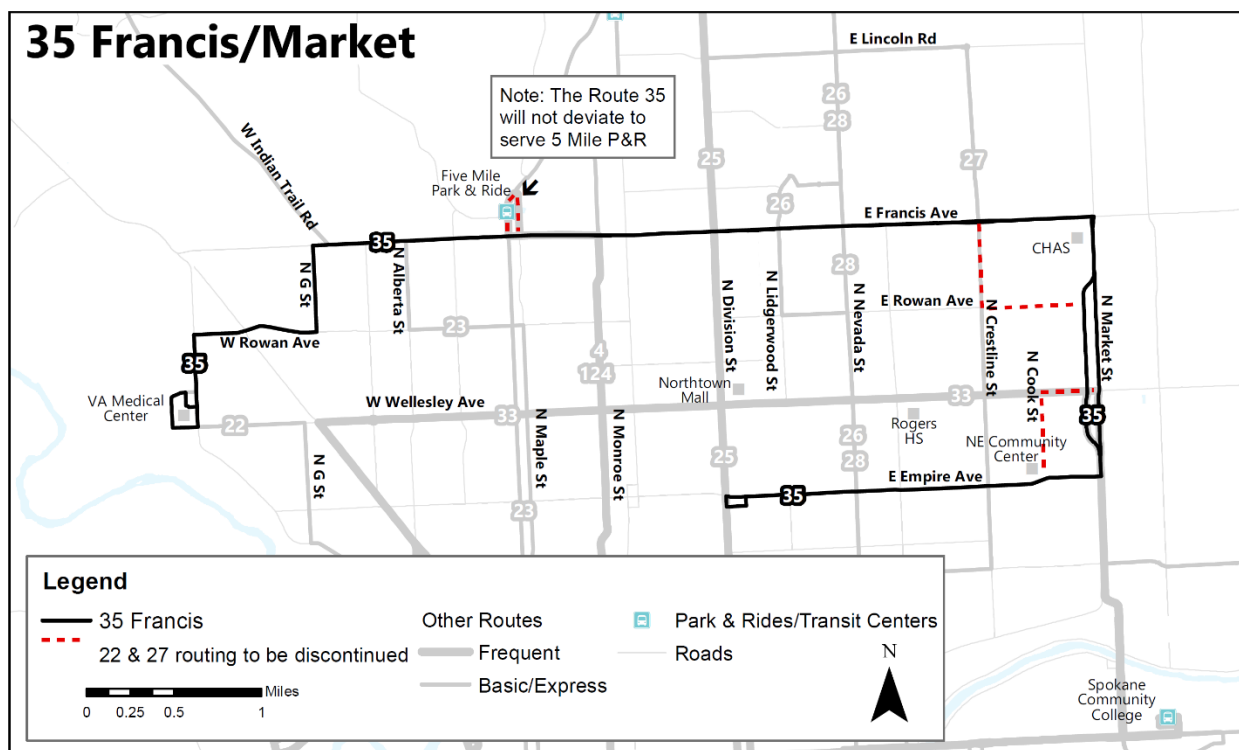 35 Francis/Market
E Lincoln Rd
Note: The Route 35
will not deviate to
serve 5 Mile P&R
26
28
W Indian Trail Rd
25
27
Five Mile
Park & Ride
26
E Francis Ave
35
CHAS
N G St
N Alberta St
28
N Division St
N Lidgerwood St
N Nevada St
E Rowan Ave
N Crestline St
N Market St
23
W Rowan Ave
4
124
35
N Cook St
Northtown
Mall
VA Medical
Center
W Wellesley Ave
33
33
35
22
Rogers
HS
N Maple St
N Monroe St
26
NE Community
Center
25
28
N G St
E Empire Ave
35
23
Legend
35 Francis
22 & 27 routing to be discontinued
Miles
0 0.25 0.5 1
Other Routes
Frequent
Basic/Express
Park & Rides/Transit Centers
Roads
N
Spokane
Community
College